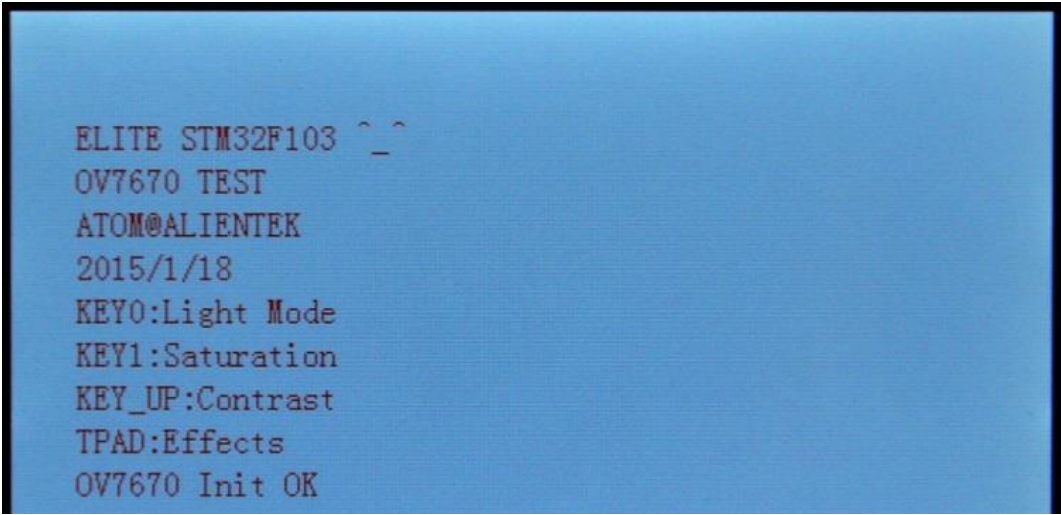 ELITE STM32F103 ^_^
OV7670 TEST
ATOM@ALIENTEK
2015/1/18
KEY0:Light Mode
KEY1:Saturation
KEY_UP:Contrast
TPAD:Effects
OV7670 Init OK